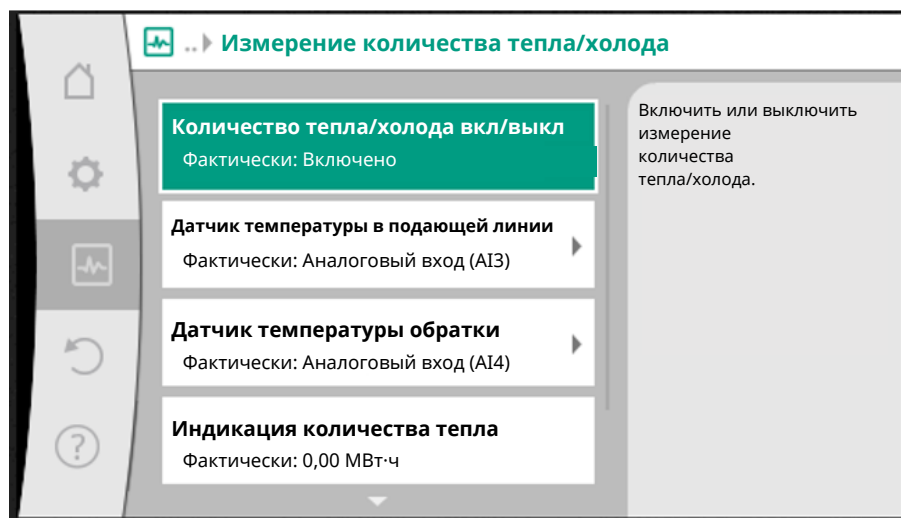 ..  Измерение количества тепла/холода
Количество тепла/холода вкл/выкл
Фактически: Включено
Датчик температуры в подающей линии
Фактически: Аналоговый вход (AI3)
Датчик температуры обратки
Фактически: Аналоговый вход (AI4)
Индикация количества тепла
Фактически: 0,00 МВт·ч
Включить или выключить
измерение
количества
тепла/холода.
?